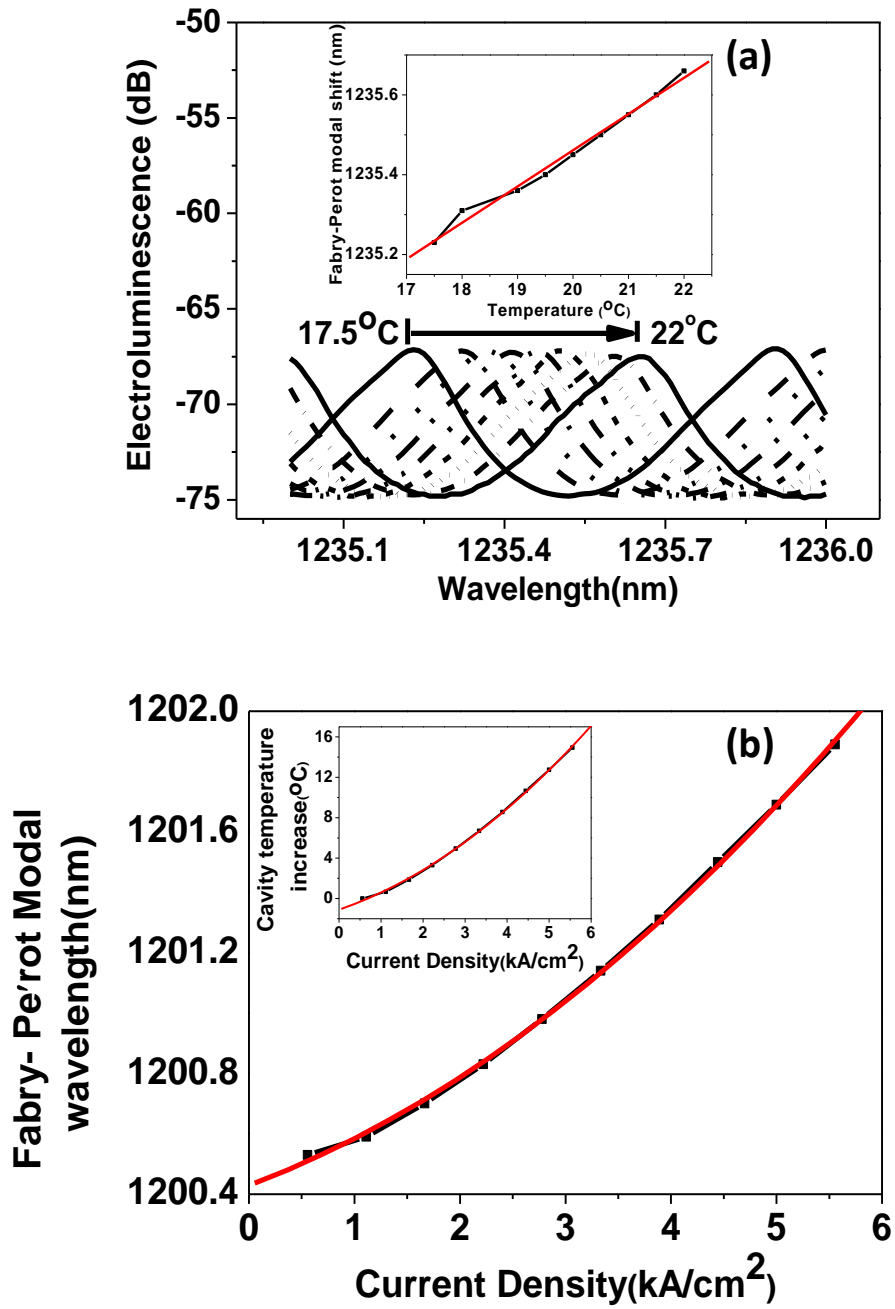 (a)
Electroluminescence (dB)
-50
-55
-60
-65
-70
-75
Fabry-Perot modal shift (nm)
1235.6
1235.4
1235.2
17 18 19 20 21 22
Temperature (°C)
17.5°C
22°C
1235.1 1235.4 1235.7 1236.0
Wavelength(nm)
(b)
Fabry- Pe′rot Modal
wavelength(nm)
1202.0
1201.6
1201.2
1200.8
1200.4
Cavity temperature
increase(°C)
16
12
8
4
0
0 1 2 3 4 5 6
Current Density(kA/cm²)
0 1 2 3 4 5 6
Current Density(kA/cm²)